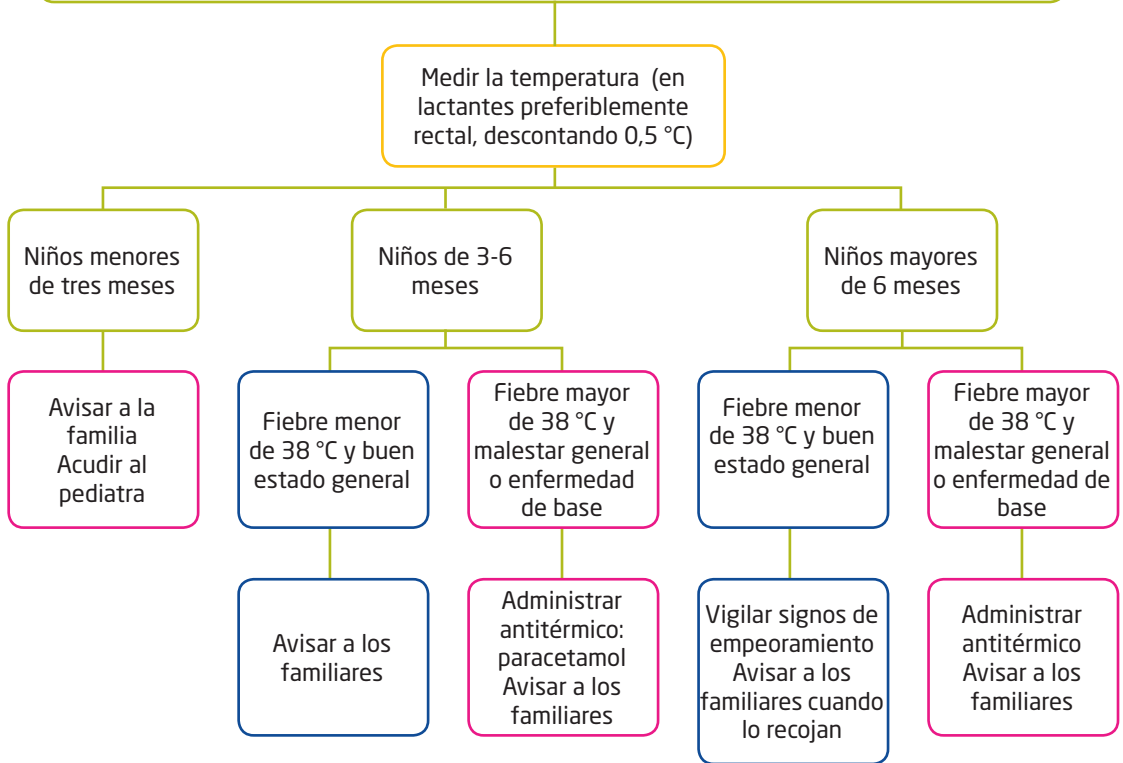 Medir la temperatura (en
lactantes preferiblemente
rectal, descontando 0,5 °C)
Niños menores
de tres meses
Niños de 3-6
meses
Niños mayores
de 6 meses
Avisar a la
familia
Acudir al
pediatra
Fiebre menor
de 38 °C y buen
estado general
Fiebre mayor
de 38 °C y
malestar general
o enfermedad
de base
Fiebre menor
de 38 °C y buen
estado general
Fiebre mayor
de 38 °C y
malestar general
o enfermedad de
base
Avisar a los
familiares
Administrar
antitérmico:
paracetamol
Avisar a los
familiares
Vigilar signos de
empeoramiento
Avisar a los
familiares cuando
lo recojan
Administrar
antitérmico
Avisar a los
familiares